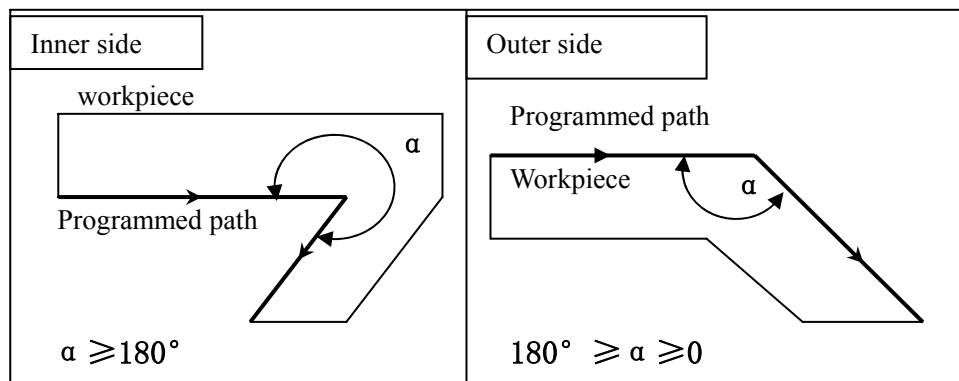 Inner side
workpiece
α
Programmed path
α ≥180°
Outer side
Programmed path
Workpiece
α
180° ≥ α ≥0